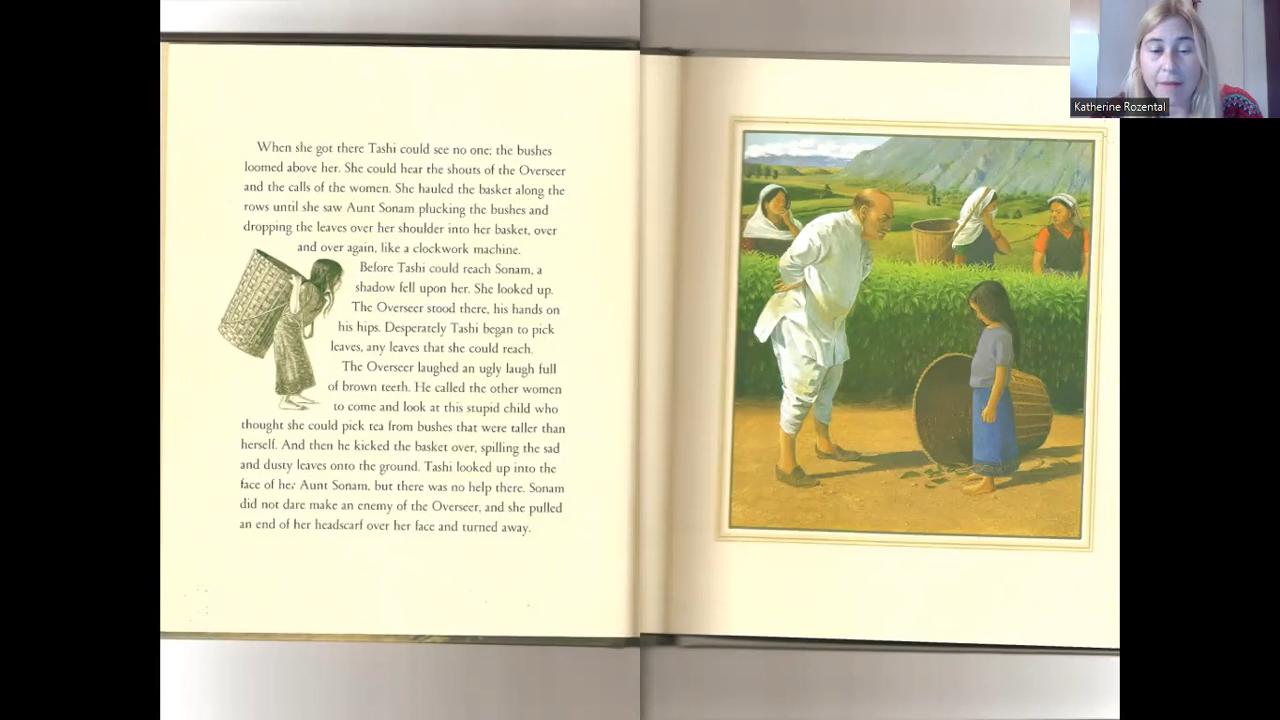 When she got there Tashi could see no one; the bushes
loomed above her. She could hear the shouts of the Overseer
and the calls of the women. She hauled the basket along the
rows until she saw Aunt Sonam plucking the bushes and
dropping the leaves over her shoulder into her basket, over
and over again, like a clockwork machine.
Before Tashi could reach Sonam, a
shadow fell upon her. She looked up.
The Overseer stood there, his hands on
his hips. Desperately Tashi began to pick
leaves, any leaves that she could reach.
The Overseer laughed an ugly laugh full
of brown teeth. He called the other women
to come and look at this stupid child who
thought she could pick tea from bushes that were taller than
herself. And then he kicked the basket over, spilling the sad
and dusty leaves onto the ground. Tashi looked up into the
face of her Aunt Sonam, but there was no help there. Sonam
did not dare make an enemy of the Overseer, and she pulled
an end of her headscarf over her face and turned away.
Katherine Rozental